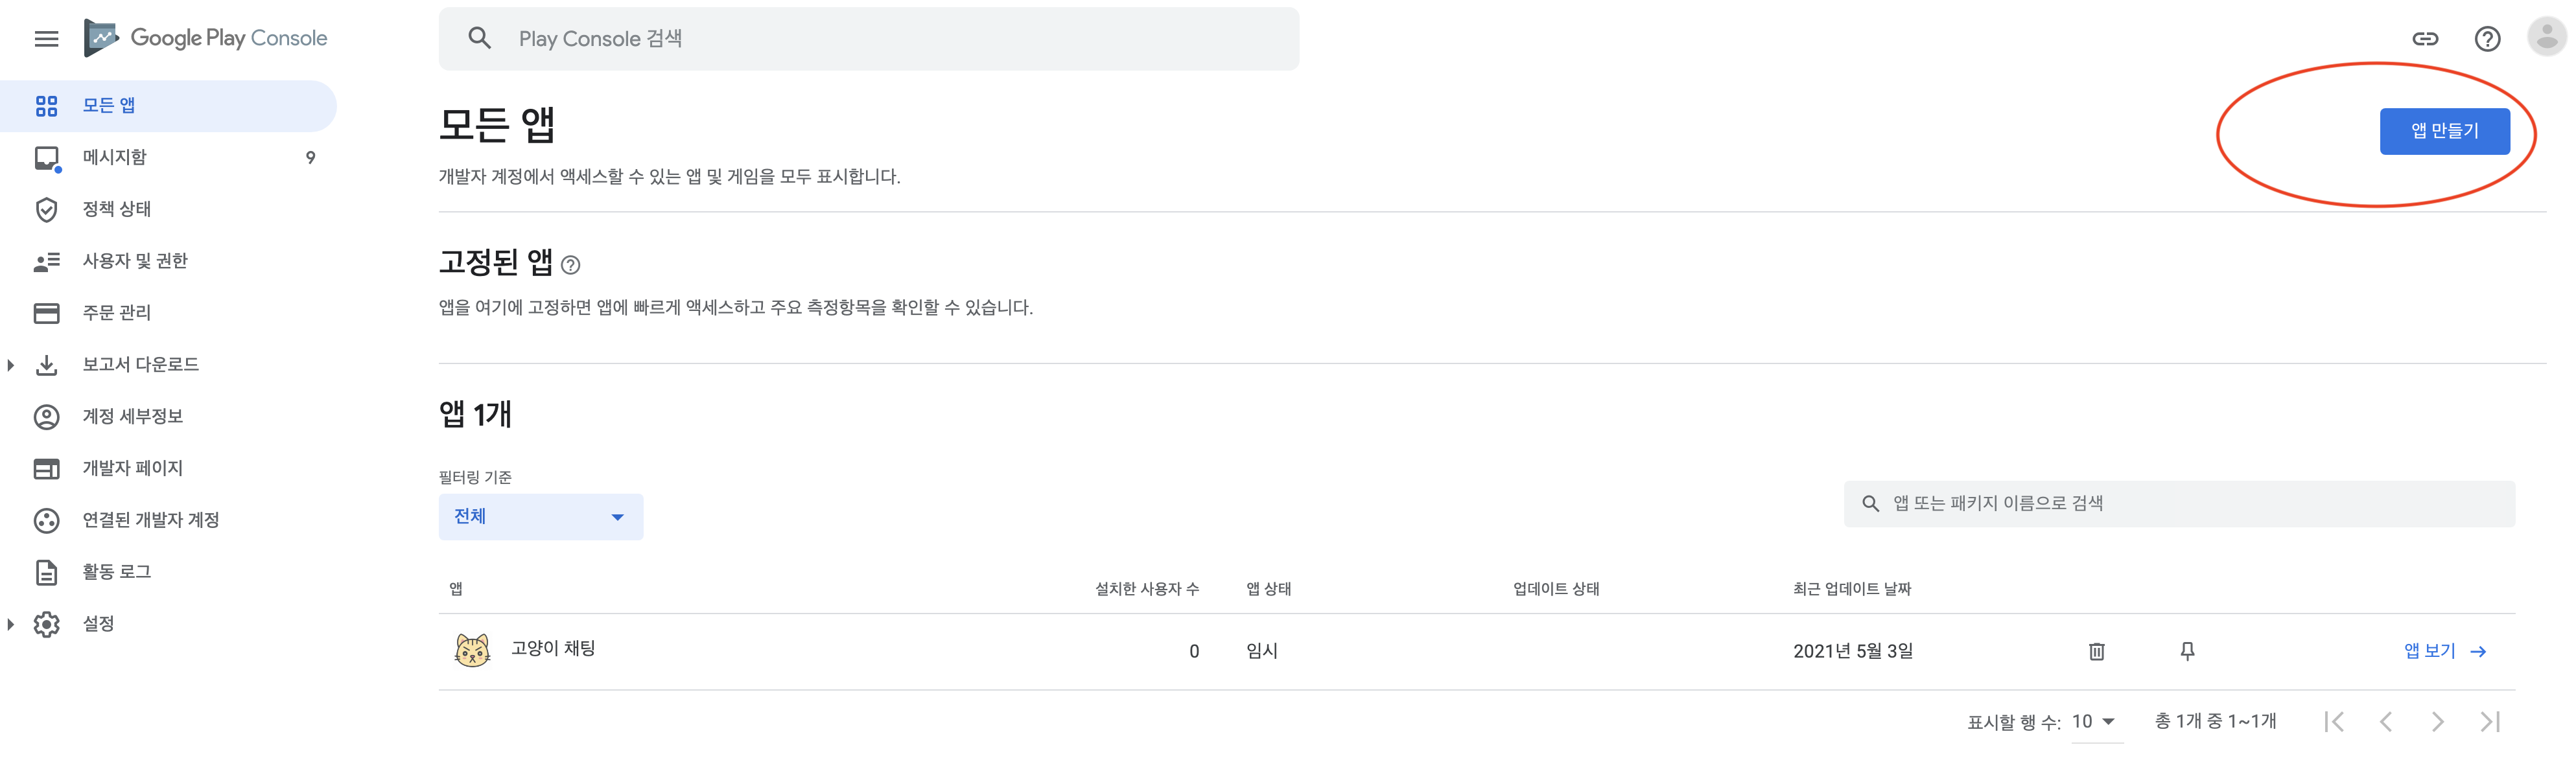 Google Play Console
Play Console 검색
모든 앱
메시지함 9
정책 상태
사용자 및 권한
주문 관리
보고서 다운로드
계정 세부정보
개발자 페이지
연결된 개발자 계정
활동 로그
설정
모든 앱
앱 만들기
개발자 계정에서 액세스할 수 있는 앱 및 게임을 모두 표시합니다.
고정된 앱
앱을 여기에 고정하면 앱에 빠르게 액세스하고 주요 측정항목을 확인할 수 있습니다.
앱 1개
필터링 기준
전체
앱 또는 패키지 이름으로 검색
앱 설치한 사용자 수 앱 상태 업데이트 상태 최근 업데이트 날짜
고양이 채팅 0 임시 2021년 5월 3일 앱 보기
표시할 행 수: 10 총 1개 중 1~1개